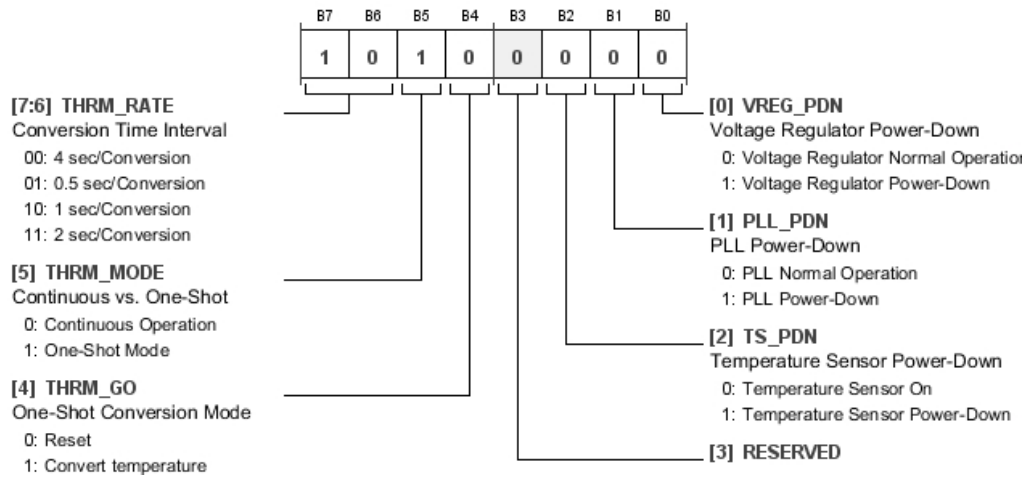 B7 B6 B5 B4 B3 B2 B1 B0
1 0 1 0 0 0 0 0
[7:6] THRM_RATE
Conversion Time Interval
00: 4 sec/Conversion
01: 0.5 sec/Conversion
10: 1 sec/Conversion
11: 2 sec/Conversion
[5] THRM_MODE
Continuous vs. One-Shot
0: Continuous Operation
1: One-Shot Mode
[4] THRM_GO
One-Shot Conversion Mode
0: Reset
1: Convert temperature
[0] VREG_PDN
Voltage Regulator Power-Down
0: Voltage Regulator Normal Operation
1: Voltage Regulator Power-Down
[1] PLL_PDN
PLL Power-Down
0: PLL Normal Operation
1: PLL Power-Down
[2] TS_PDN
Temperature Sensor Power-Down
0: Temperature Sensor On
1: Temperature Sensor Power-Down
[3] RESERVED